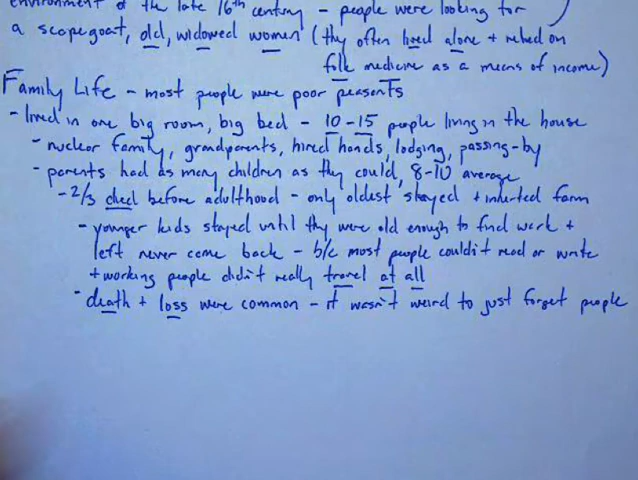 environment of the late 16th century – people were looking for
a scapegoat, old, widowed women (they often lived alone + relied on
folk medicine as a means of income)
Family Life – most people were poor peasants
- lived in one big room, big bed – 10-15 people living in the house
- nuclear family, grandparents, hired hands, lodging, passing-by
- parents had as many children as they could, 8-10 average
- 2/3 died before adulthood – only oldest stayed + inherited farm
- younger kids stayed until they were old enough to find work +
left never came back – b/c most people couldn't read or write
+ working people didn't really travel at all
- death + loss were common – it wasn't weird to just forget people